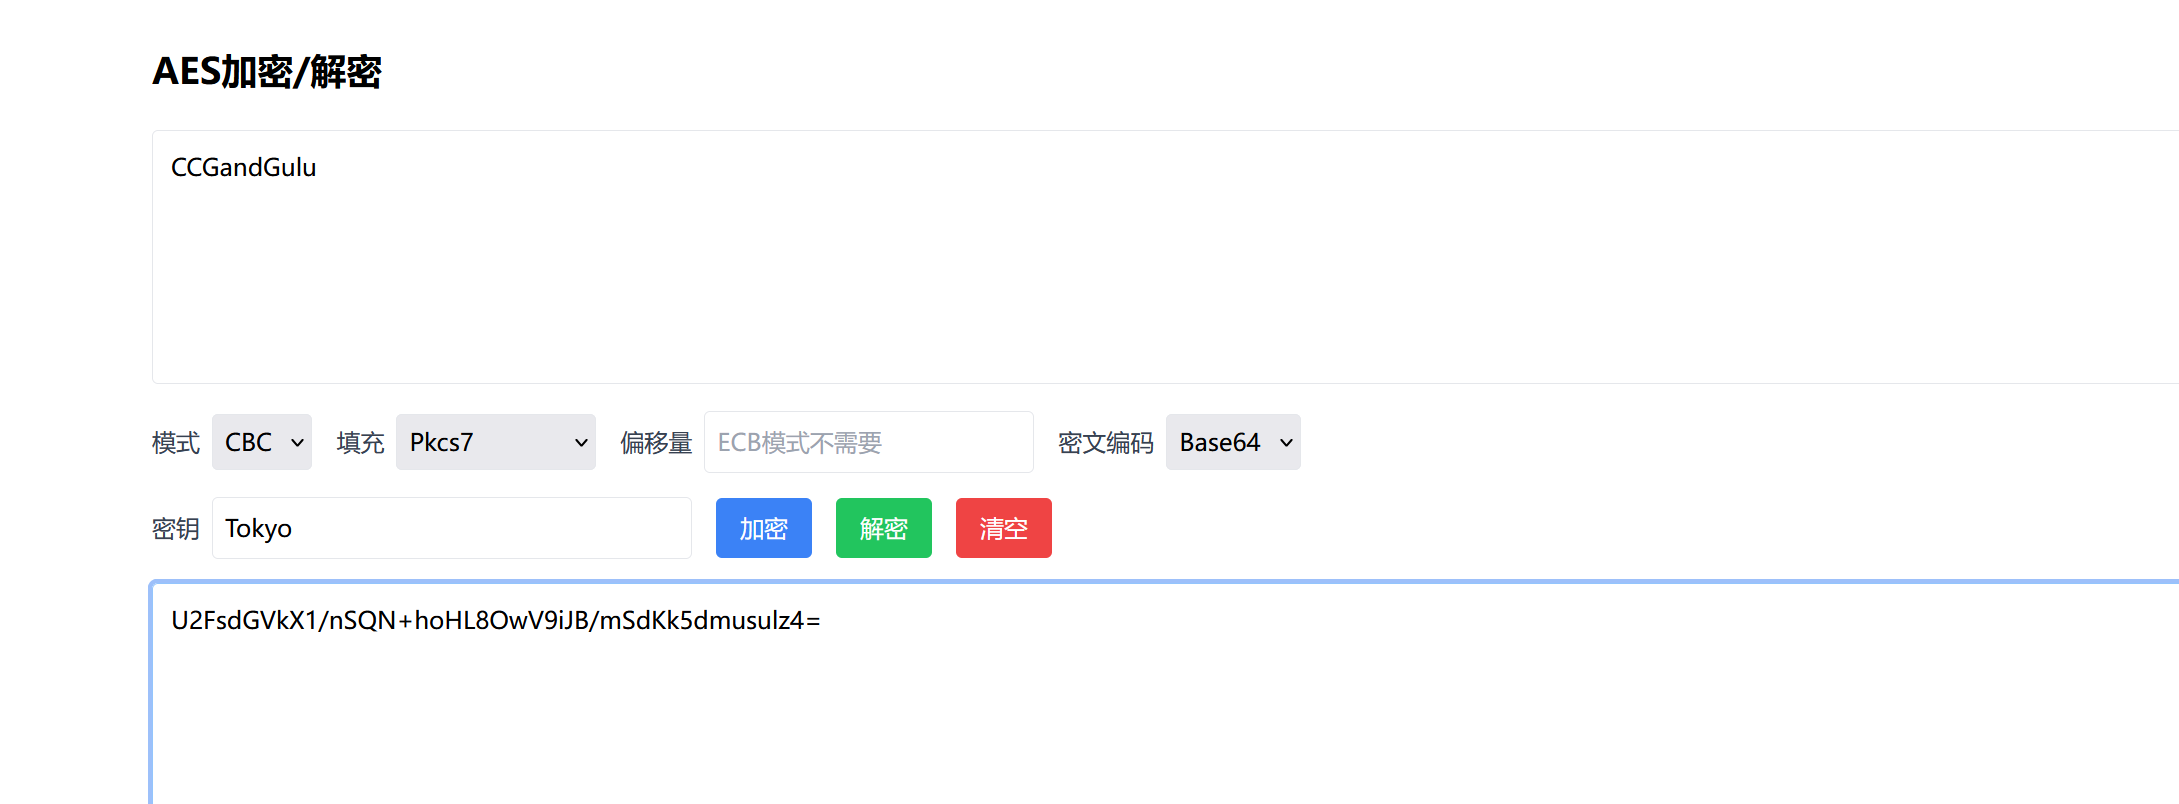 AES加密/解密
CCGandGulu
模式 CBC 填充 Pkcs7 偏移量 ECB模式不需要 密文编码 Base64
密钥 Tokyo 加密 解密 清空
U2FsdGVkX1/nSQN+hoHL8OwV9iJB/mSdKk5dmusulz4=